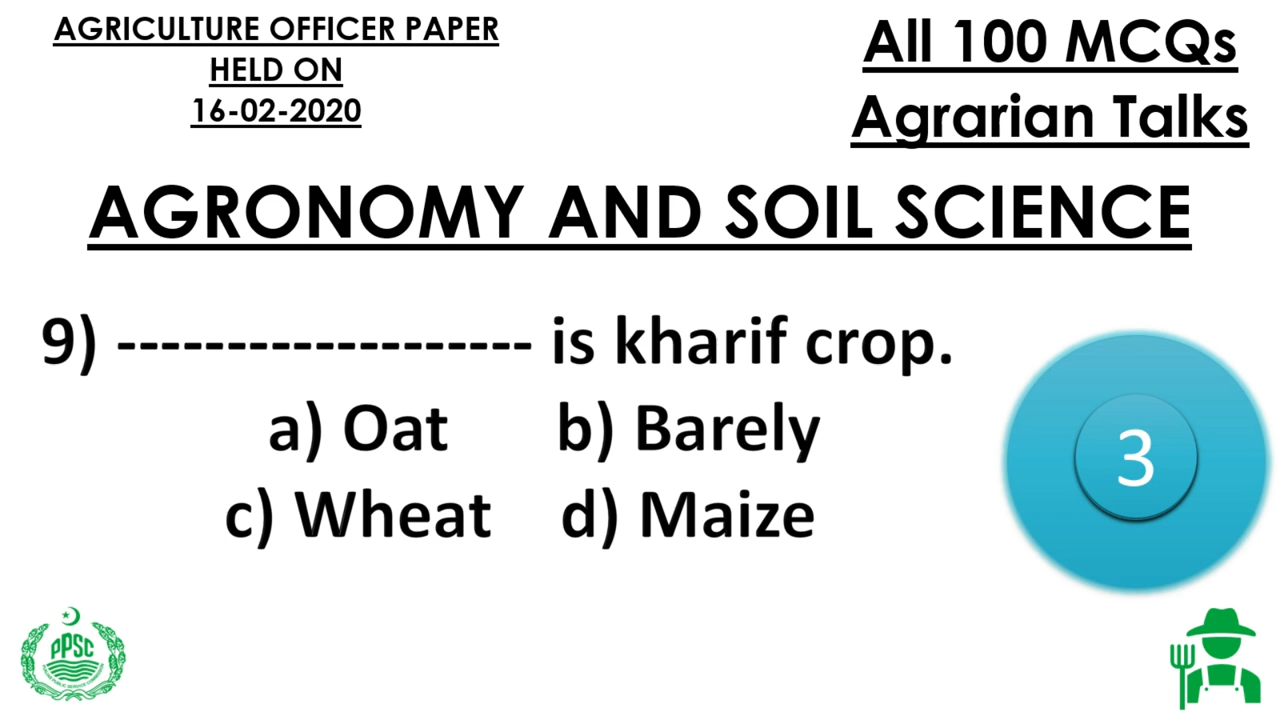 AGRICULTURE OFFICER PAPER
HELD ON
16-02-2020
All 100 MCQs
Agrarian Talks
AGRONOMY AND SOIL SCIENCE
9) ------------------- is kharif crop.
a) Oat b) Barely
c) Wheat d) Maize
3
PPSC